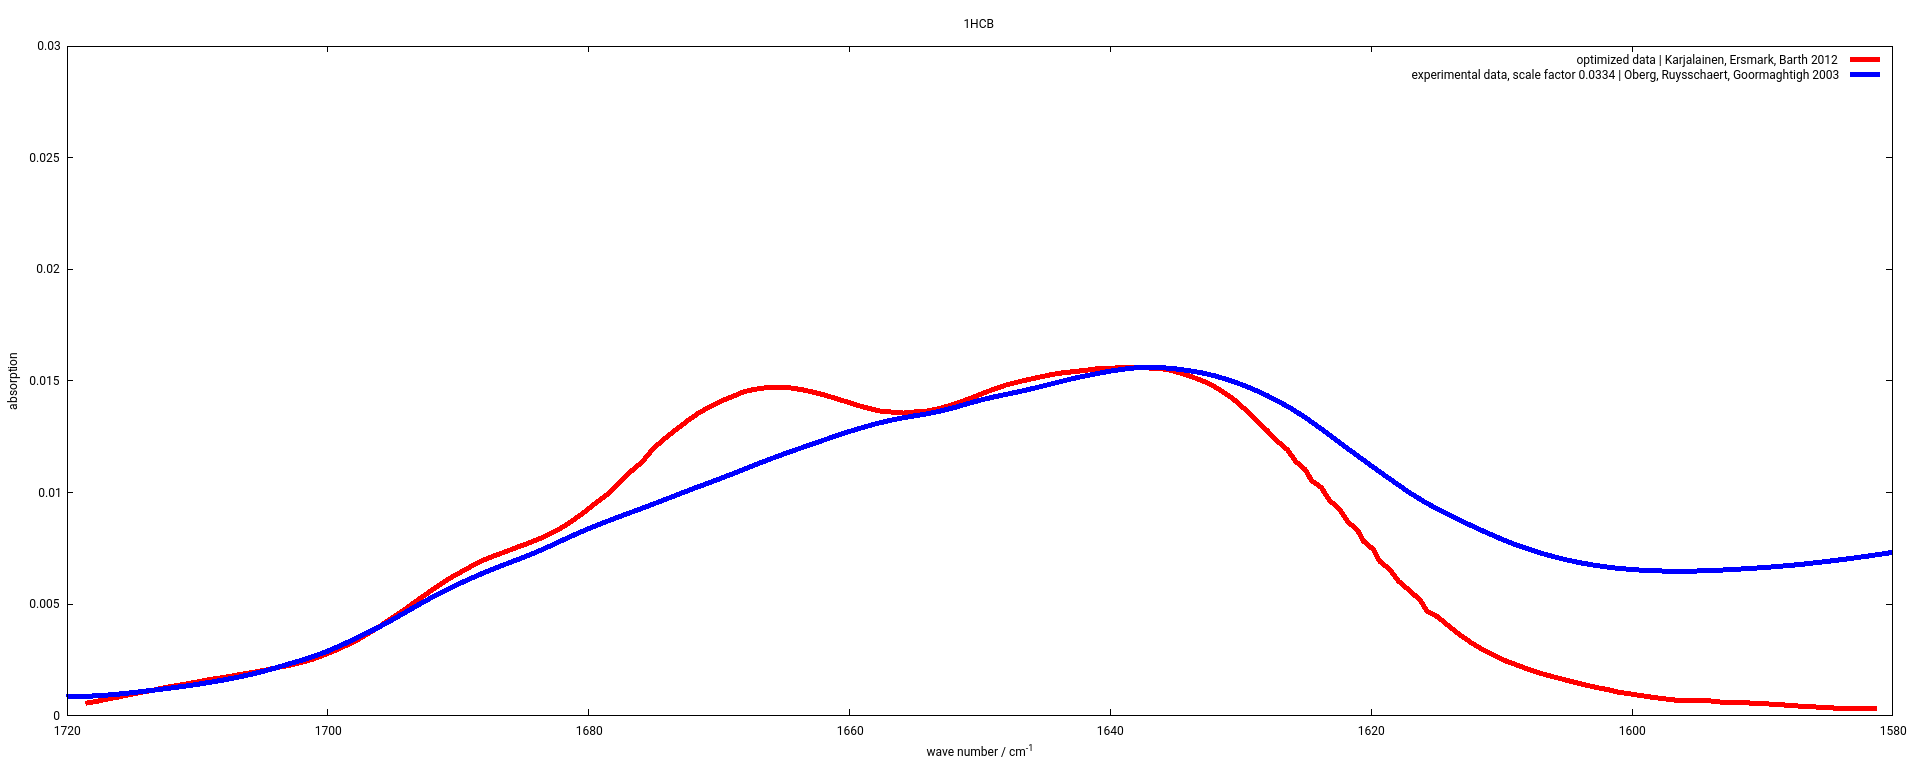 1HCB
optimized data | Karjalainen, Ersmark, Barth 2012
experimental data, scale factor 0.0334 | Oberg, Ruysschaert, Goormaghtigh 2003
0.03
0.025
0.02
0.015
0.01
0.005
0
absorption
1720 1700 1680 1660 1640 1620 1600 1580
wave number / cm-1